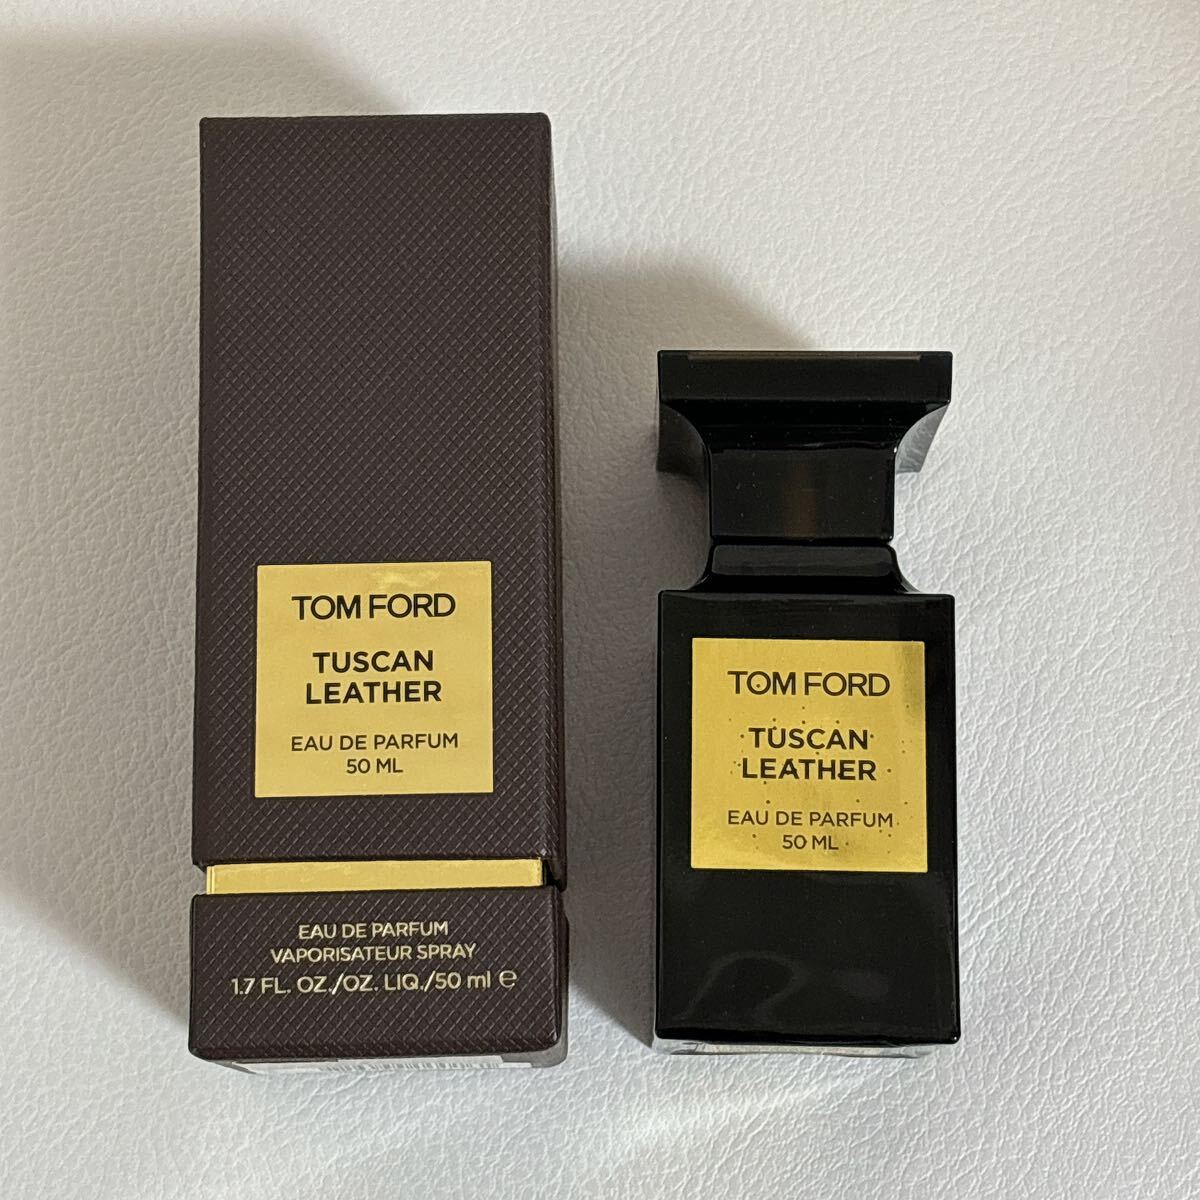 TOM FORD
TUSCAN
LEATHER
EAU DE PARFUM
50 ML
EAU DE PARFUM
VAPORISATEUR SPRAY
1.7 FL. OZ./OZ. LIQ./50 ml ℮
TOM FORD
TUSCAN
LEATHER
EAU DE PARFUM
50 ML